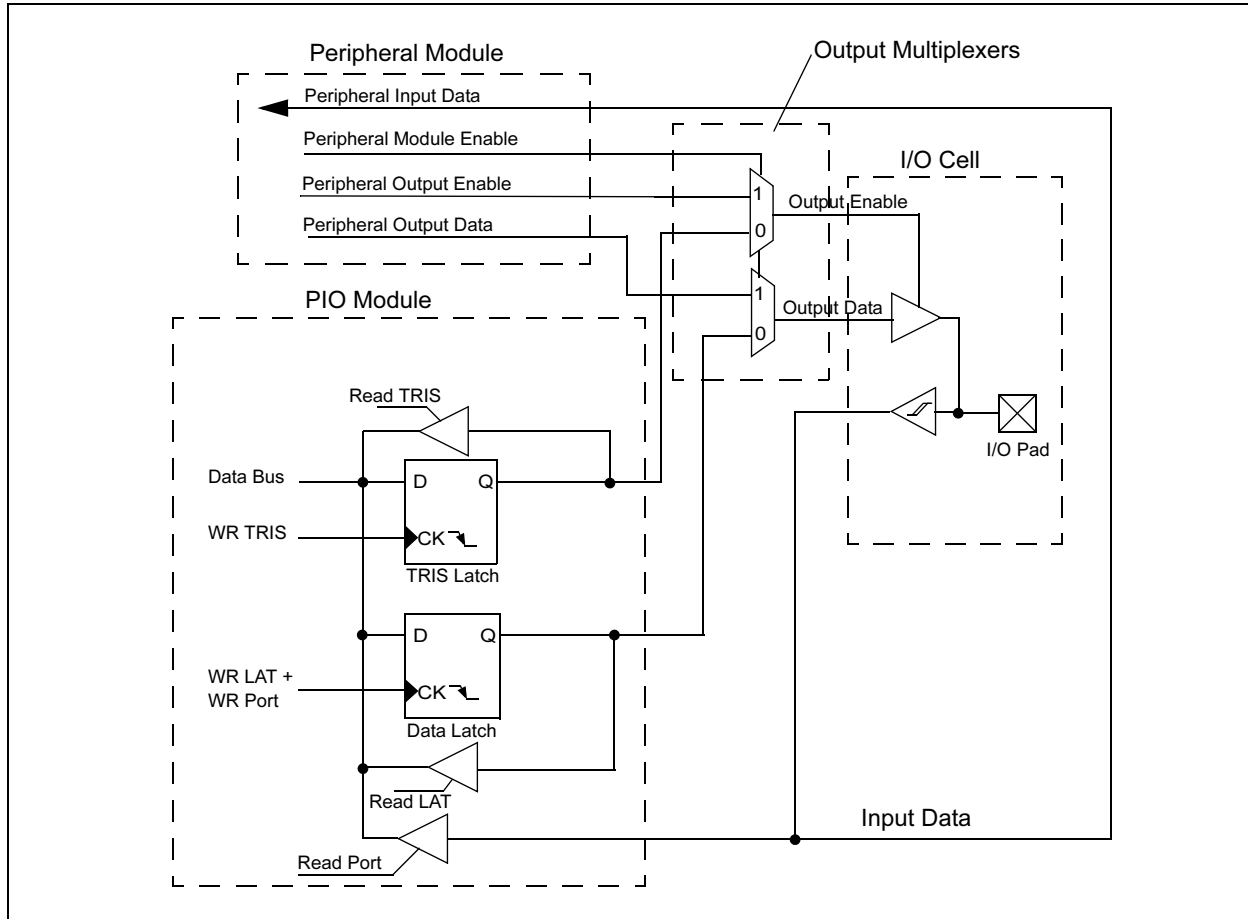 Peripheral Module
Output Multiplexers
Peripheral Input Data
Peripheral Module Enable
I/O Cell
Peripheral Output Enable
1
Output Enable
Peripheral Output Data
0
PIO Module
1
Output Data
0
Read TRIS
I/O Pad
Data Bus
D
Q
WR TRIS
CK
TRIS Latch
D
Q
WR LAT +
WR Port
CK
Data Latch
Read LAT
Input Data
Read Port